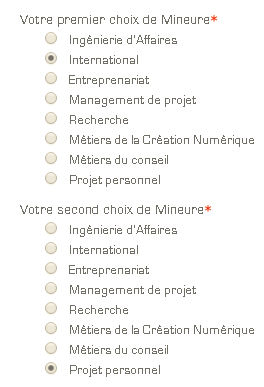 Votre premier choix de Mineure*
Ingénierie d'Affaires
International
Entreprenariat
Management de projet
Recherche
Métiers de la Création Numérique
Métiers du conseil
Projet personnel
Votre second choix de Mineure*
Ingénierie d'Affaires
International
Entreprenariat
Management de projet
Recherche
Métiers de la Création Numérique
Métiers du conseil
Projet personnel